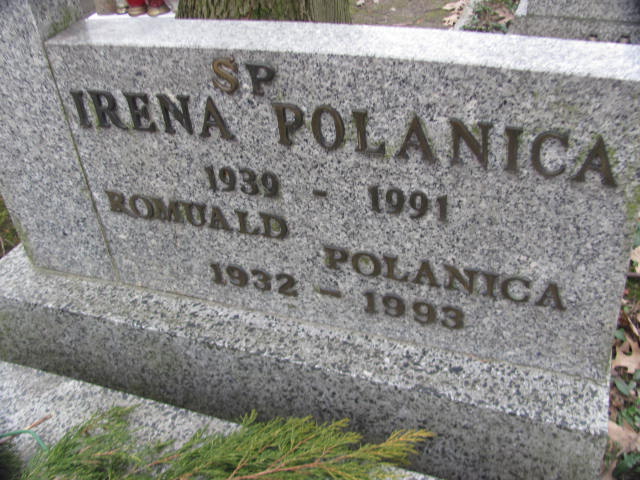 SP
IRENA POLANICA
1939 - 1991
ROMUALD POLANICA
1932 - 1993